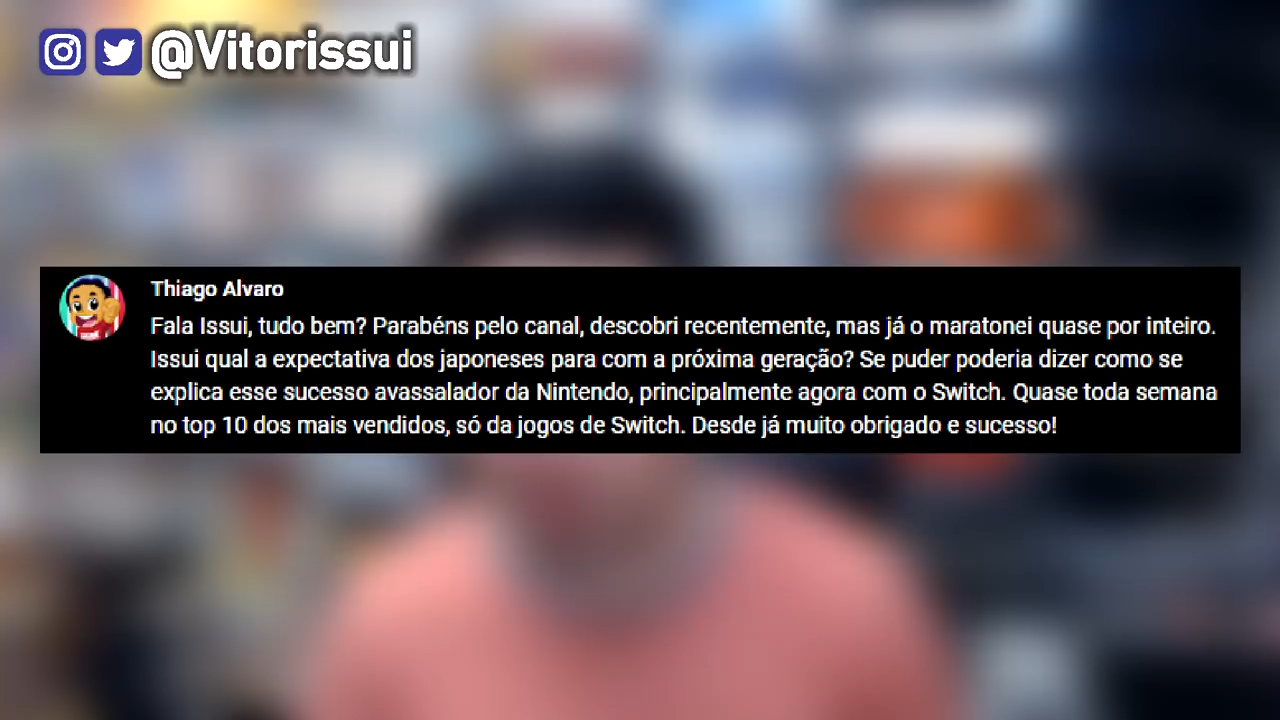 @Vitorissui
Thiago Alvaro
Fala Issui, tudo bem? Parabéns pelo canal, descobri recentemente, mas já o maratonei quase por inteiro.
Issui qual a expectativa dos japoneses para com a próxima geração? Se puder poderia dizer como se
explica esse sucesso avassalador da Nintendo, principalmente agora com o Switch. Quase toda semana
no top 10 dos mais vendidos, só da jogos de Switch. Desde já muito obrigado e sucesso!